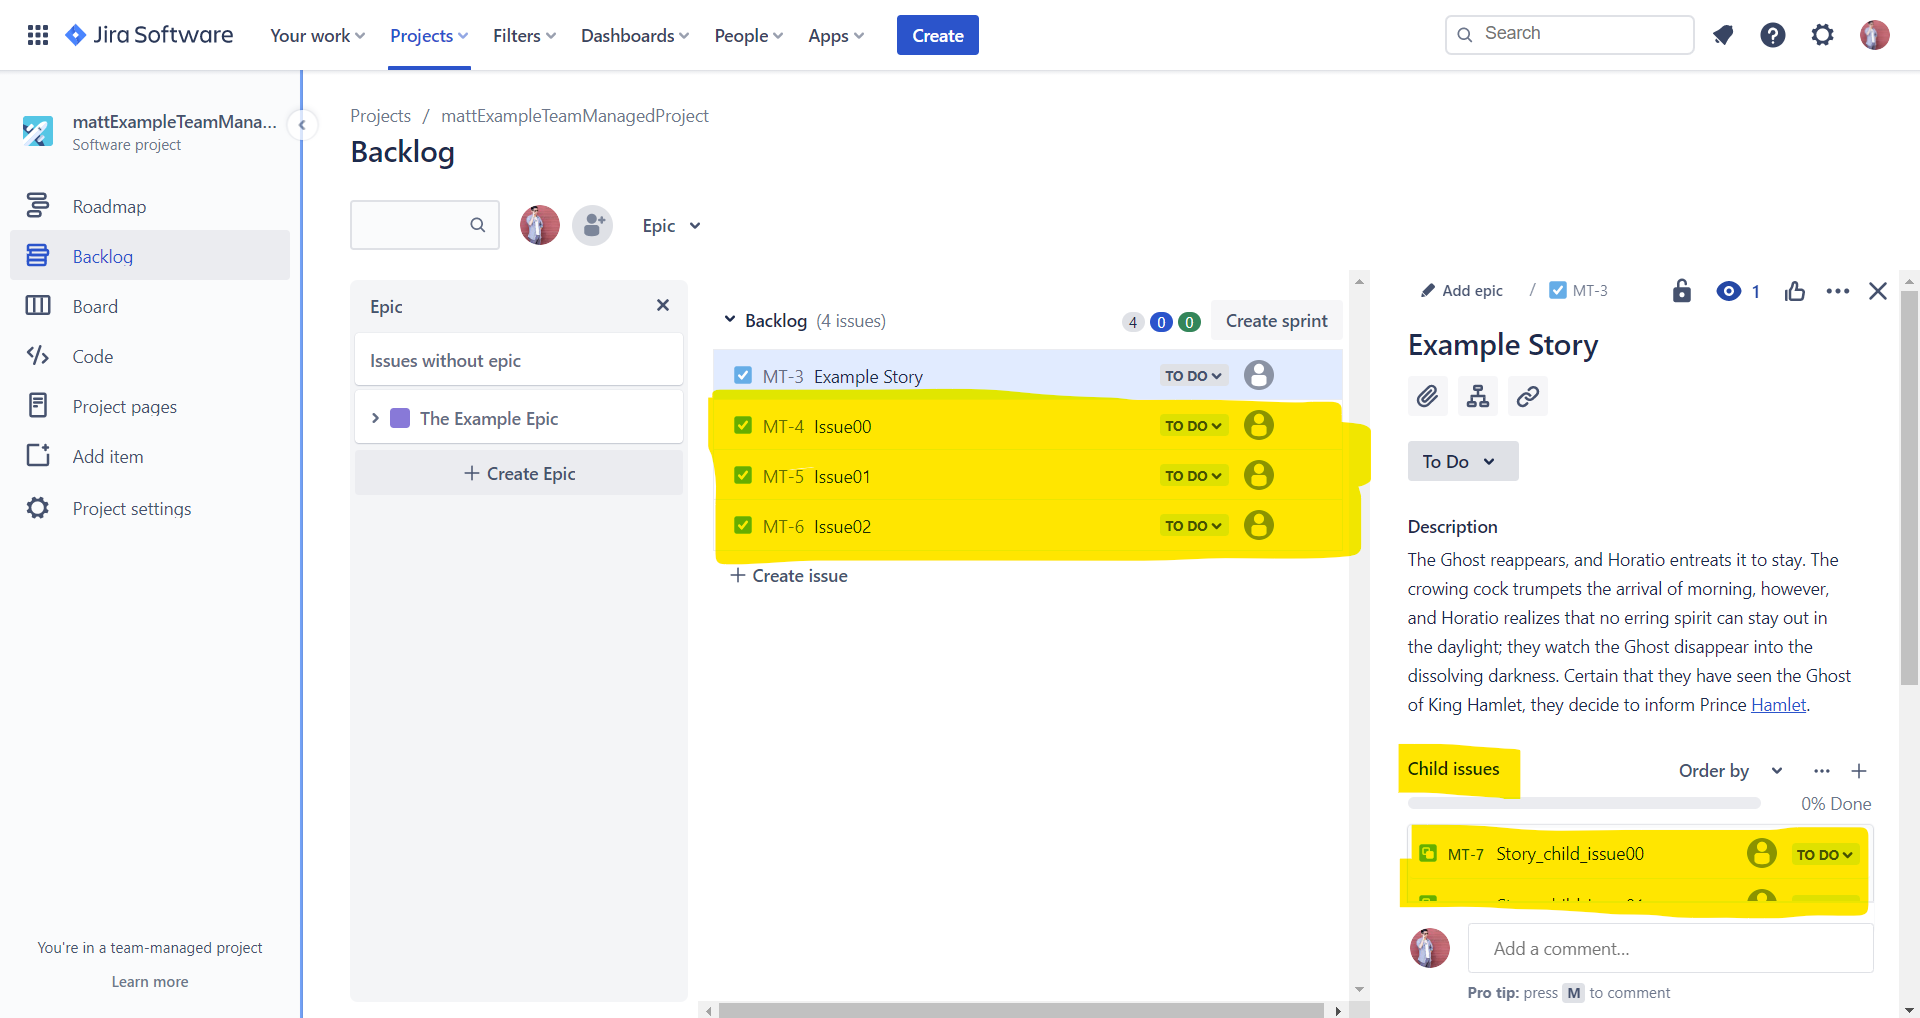 Jira Software
Your work
Projects
Filters
Dashboards
People
Apps
Create
Search
mattExampleTeamMana...
Software project
Roadmap
Backlog
Board
Code
Project pages
Add item
Project settings
You're in a team-managed project
Learn more
Projects / mattExampleTeamManagedProject
Backlog
Epic
Epic
Issues without epic
The Example Epic
Create Epic
Backlog (4 issues)
4 0 0 Create sprint
MT-3 Example Story TO DO
MT-4 Issue00 TO DO
MT-5 Issue01 TO DO
MT-6 Issue02 TO DO
Create issue
Add epic / MT-3
1
Example Story
To Do
Description
The Ghost reappears, and Horatio entreats it to stay. The
crowing cock trumpets the arrival of morning, however,
and Horatio realizes that no erring spirit can stay out in
the daylight; they watch the Ghost disappear into the
dissolving darkness. Certain that they have seen the Ghost
of King Hamlet, they decide to inform Prince Hamlet.
Child issues
Order by
0% Done
MT-7 Story_child_issue00 TO DO
Add a comment...
Pro tip: press M to comment